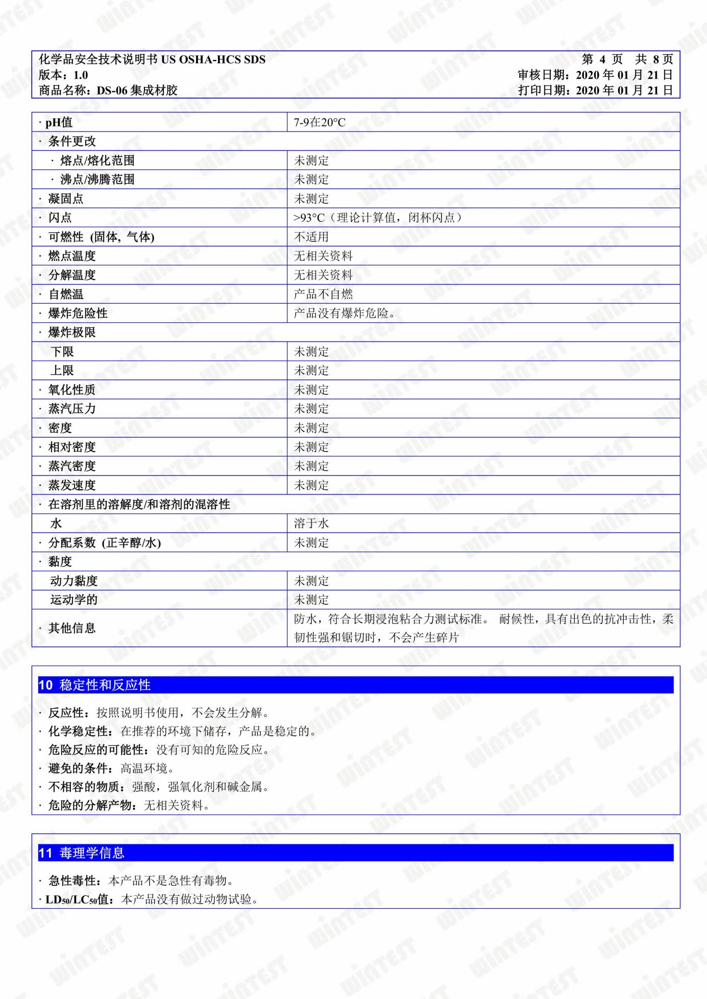 化学品安全技术说明书 US OSHA-HCS SDS
第 4 页 共 8 页
版本：1.0
审核日期：2020 年 01 月 21 日
商品名称：DS-06 集成材胶
打印日期：2020 年 01 月 21 日
· pH值 7-9在20°C
· 条件更改
· 熔点/熔化范围 未测定
· 沸点/沸腾范围 未测定
· 凝固点 未测定
· 闪点 >93°C（理论计算值，闭杯闪点）
· 可燃性 (固体, 气体) 不适用
· 燃点温度 无相关资料
· 分解温度 无相关资料
· 自燃温 产品不自燃
· 爆炸危险性 产品没有爆炸危险。
· 爆炸极限
下限 未测定
上限 未测定
· 氧化性质 未测定
· 蒸汽压力 未测定
· 密度 未测定
· 相对密度 未测定
· 蒸汽密度 未测定
· 蒸发速度 未测定
· 在溶剂里的溶解度/和溶剂的混溶性
水 溶于水
· 分配系数 (正辛醇/水) 未测定
· 黏度
动力黏度 未测定
运动学的 未测定
· 其他信息 防水，符合长期浸泡粘合力测试标准。 耐候性，具有出色的抗冲击性，柔
韧性强和锯切时，不会产生碎片
10 稳定性和反应性
· 反应性：按照说明书使用，不会发生分解。
· 化学稳定性：在推荐的环境下储存，产品是稳定的。
· 危险反应的可能性：没有可知的危险反应。
· 避免的条件：高温环境。
· 不相容的物质：强酸，强氧化剂和碱金属。
· 危险的分解产物：无相关资料。
11 毒理学信息
· 急性毒性：本产品不是急性有毒物。
· LD50/LC50值：本产品没有做过动物试验。